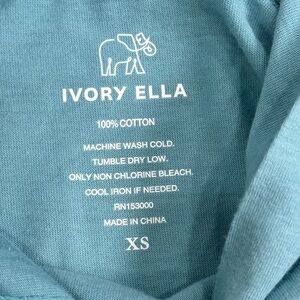 IVORY ELLA
100% COTTON
MACHINE WASH COLD.
TUMBLE DRY LOW.
ONLY NON CHLORINE BLEACH.
COOL IRON IF NEEDED.
RN153000
MADE IN CHINA
XS